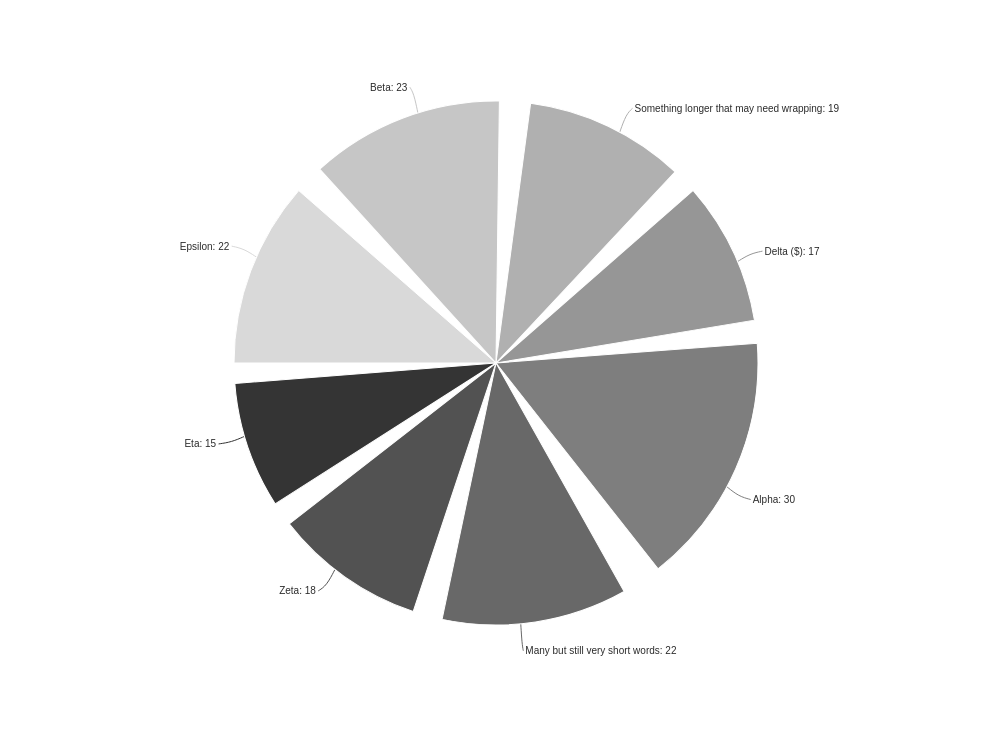 Beta: 23
Something longer that may need wrapping: 19
Epsilon: 22
Delta ($): 17
Eta: 15
Alpha: 30
Zeta: 18
Many but still very short words: 22